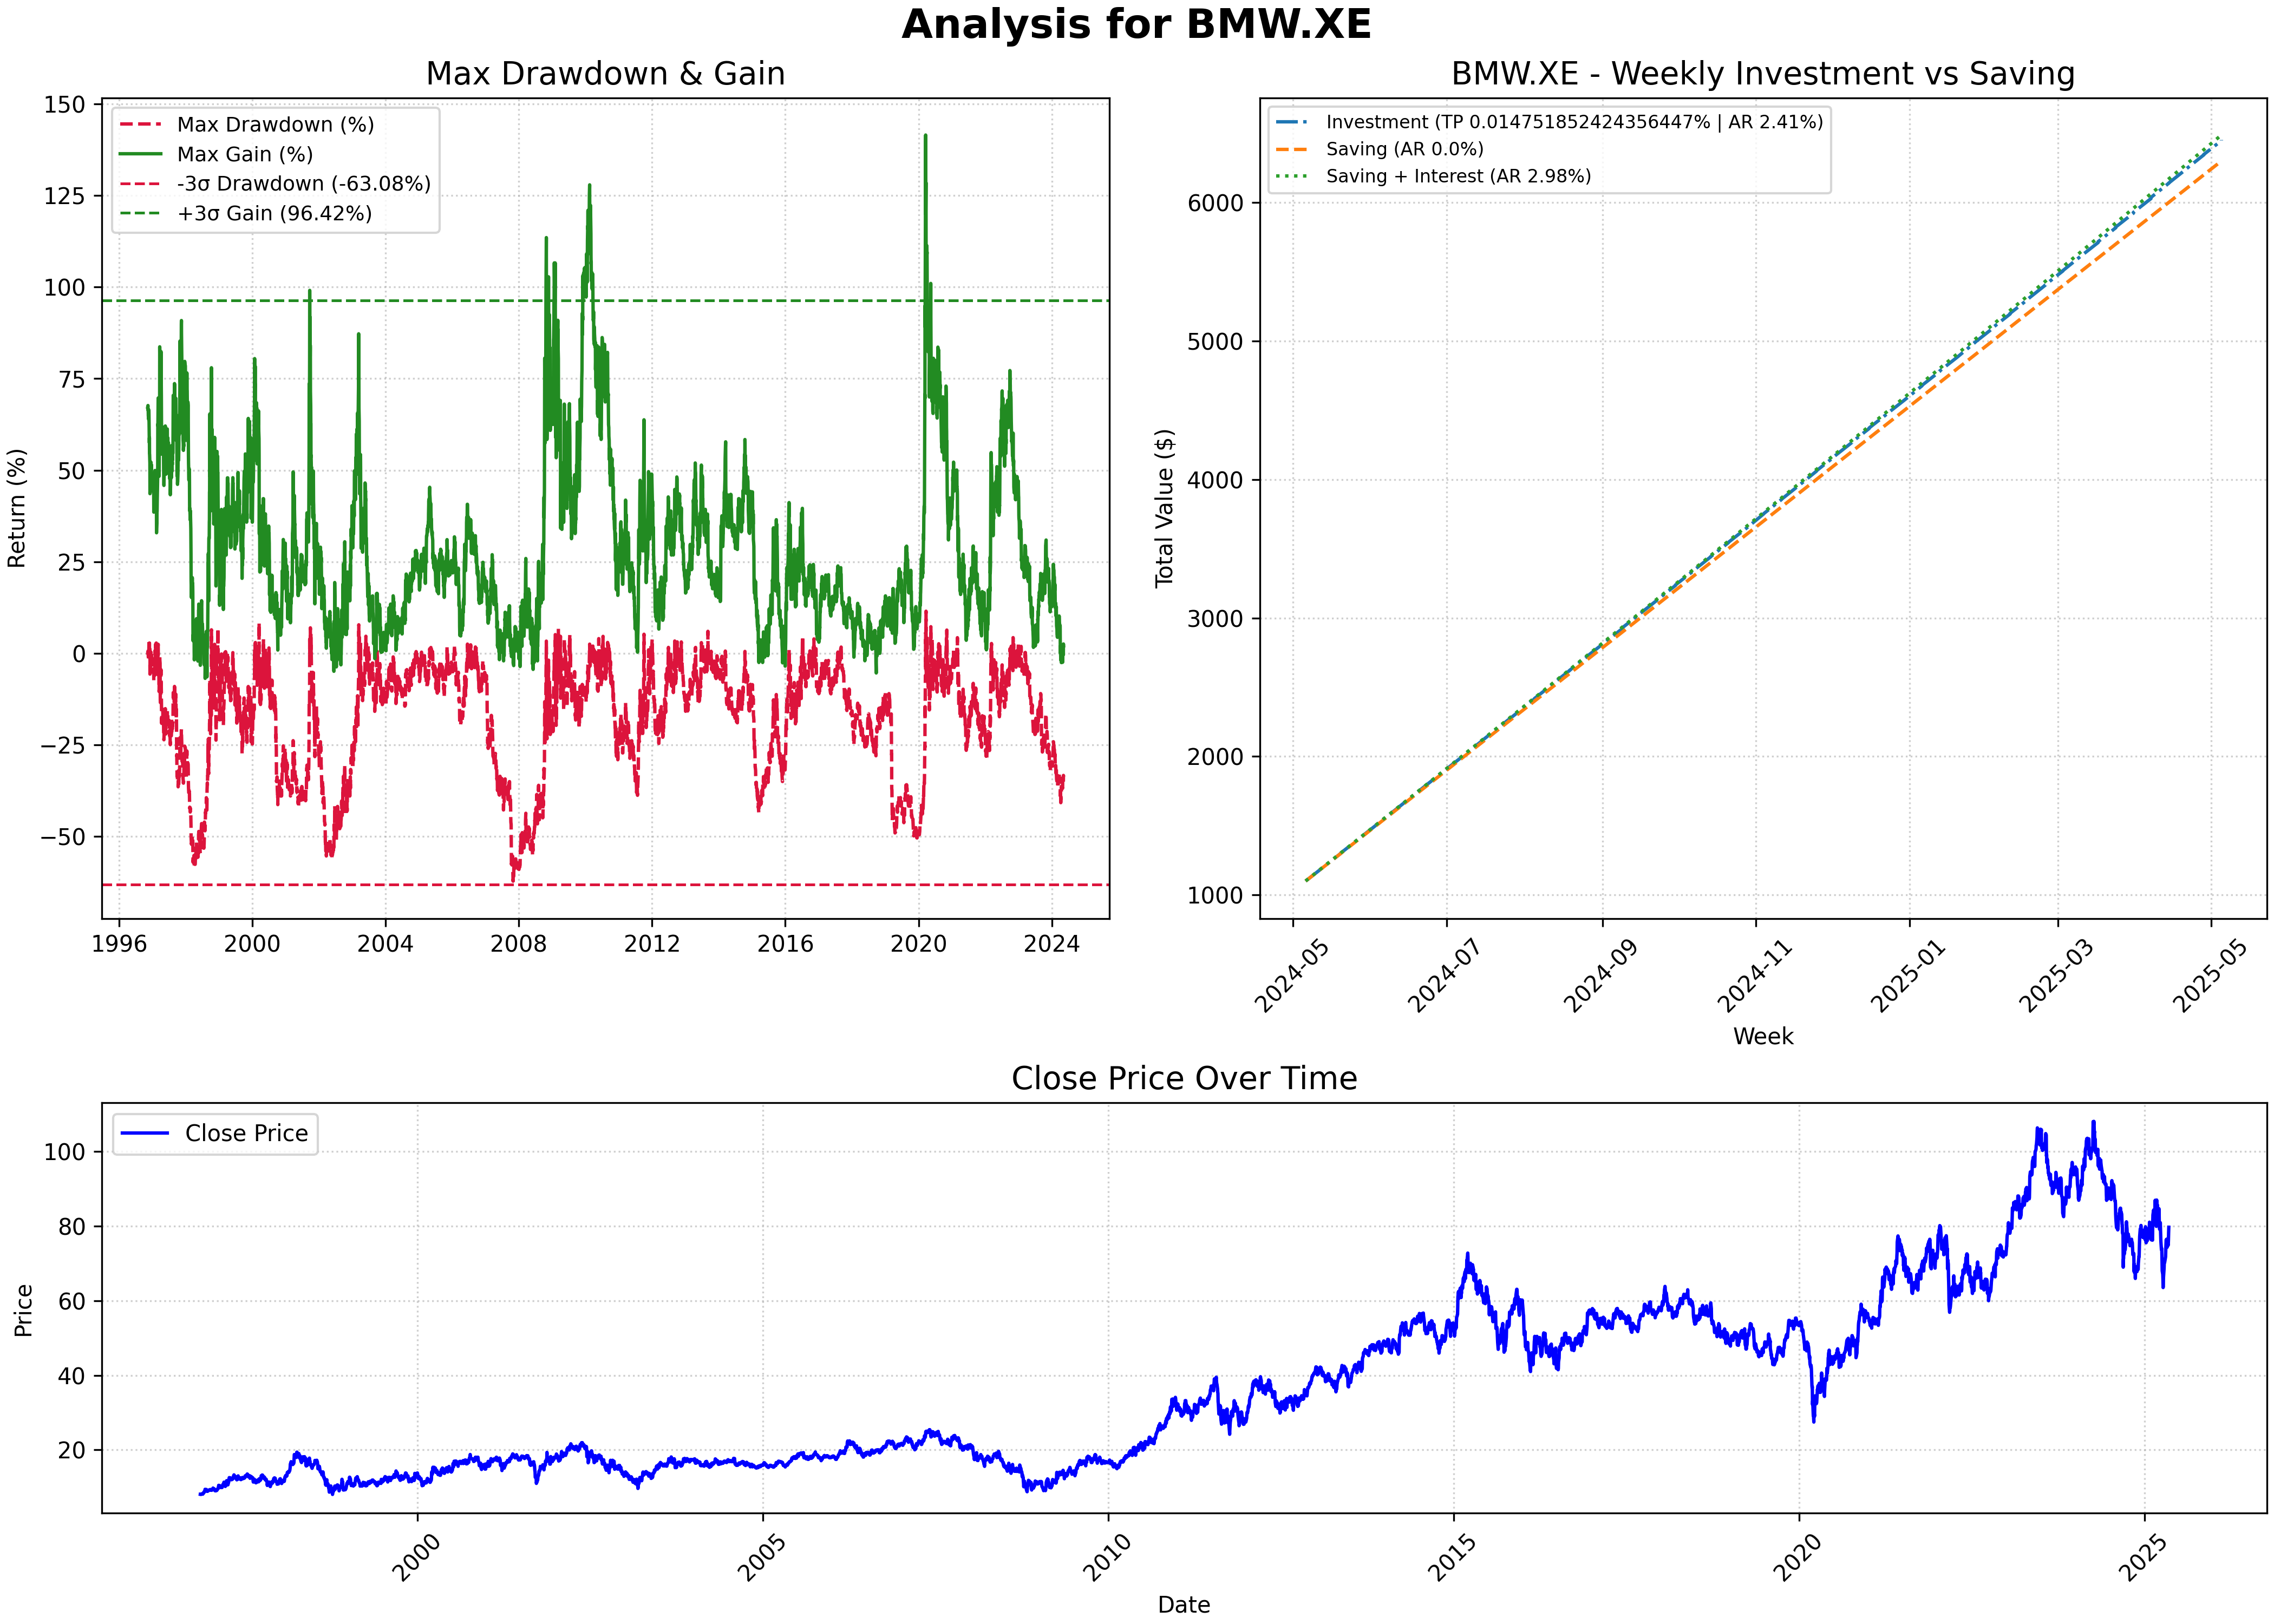 Analysis for BMW.XE
Max Drawdown & Gain
150
125
100
75
50
25
0
−25
−50
Return (%)
Max Drawdown (%)
Max Gain (%)
-3σ Drawdown (-63.08%)
+3σ Gain (96.42%)
1996
2000
2004
2008
2012
2016
2020
2024
BMW.XE - Weekly Investment vs Saving
6000
5000
4000
3000
2000
1000
Total Value ($)
Investment (TP 0.014751852424356447% | AR 2.41%)
Saving (AR 0.0%)
Saving + Interest (AR 2.98%)
2024-05
2024-07
2024-09
2024-11
2025-01
2025-03
2025-05
Week
Close Price Over Time
100
80
60
40
20
Price
Close Price
2000
2005
2010
2015
2020
2025
Date